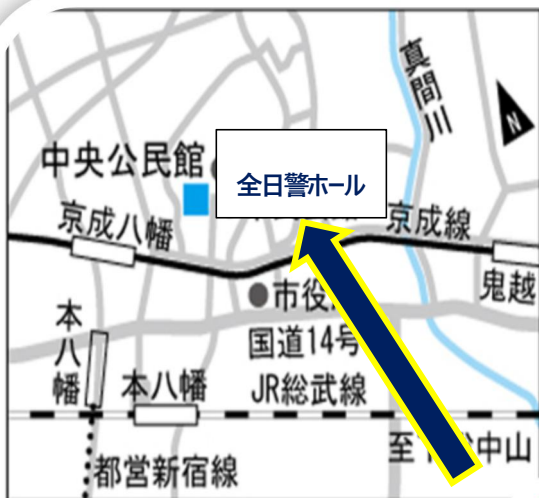 真間川
N
中央公民館
全日警ホール
京成八幡
京成線
鬼越
市役
本八幡
国道14号
本八幡
JR総武線
至
中山
都営新宿線